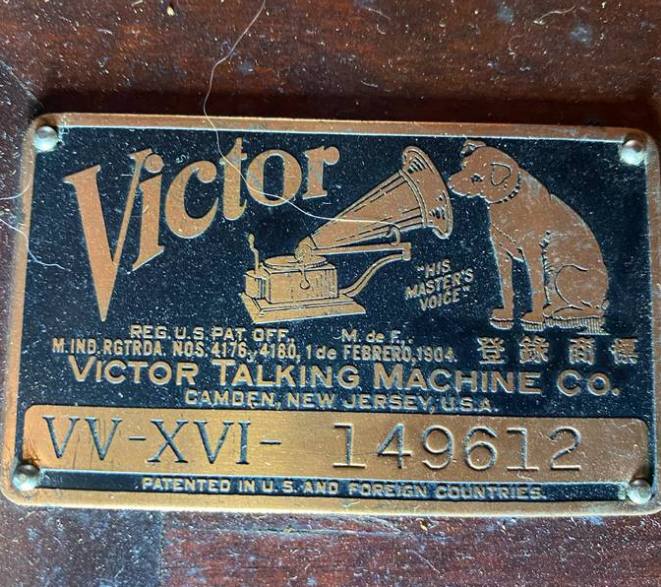 Victor
"HIS
MASTER'S
VOICE"
REG U.S. PAT OFF., M. de F.,.
M. IND. RGTRDA. NOS. 4176, y 4180, 1 de FEBRERO, 1904. 登錄商標
VICTOR TALKING MACHINE CO.
CAMDEN, NEW JERSEY, U.S.A.
VV-XVI- 149612
PATENTED IN U.S. AND FOREIGN COUNTRIES.